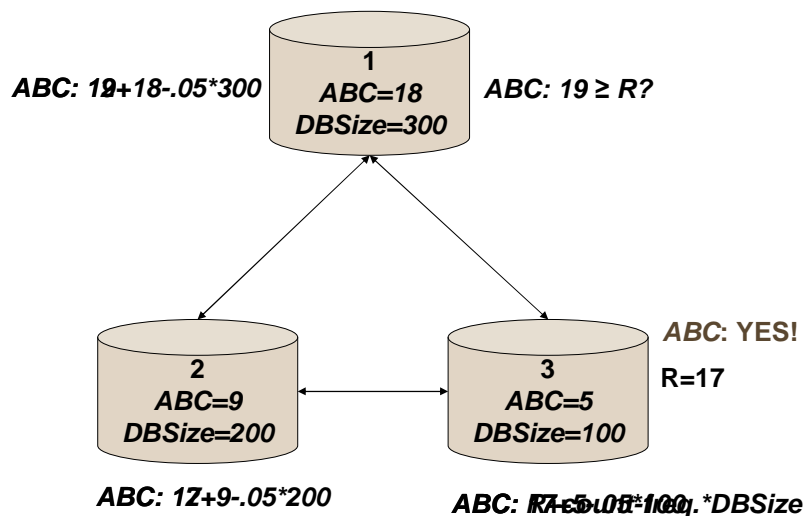 1
ABC=18
DBSize=300
ABC: +18-.05*300
ABC: 19 ≥ R?
2
ABC=9
DBSize=200
3
ABC=5
DBSize=100
ABC: YES!
R=17
ABC: +9-.05*200
ABC: *DBSize